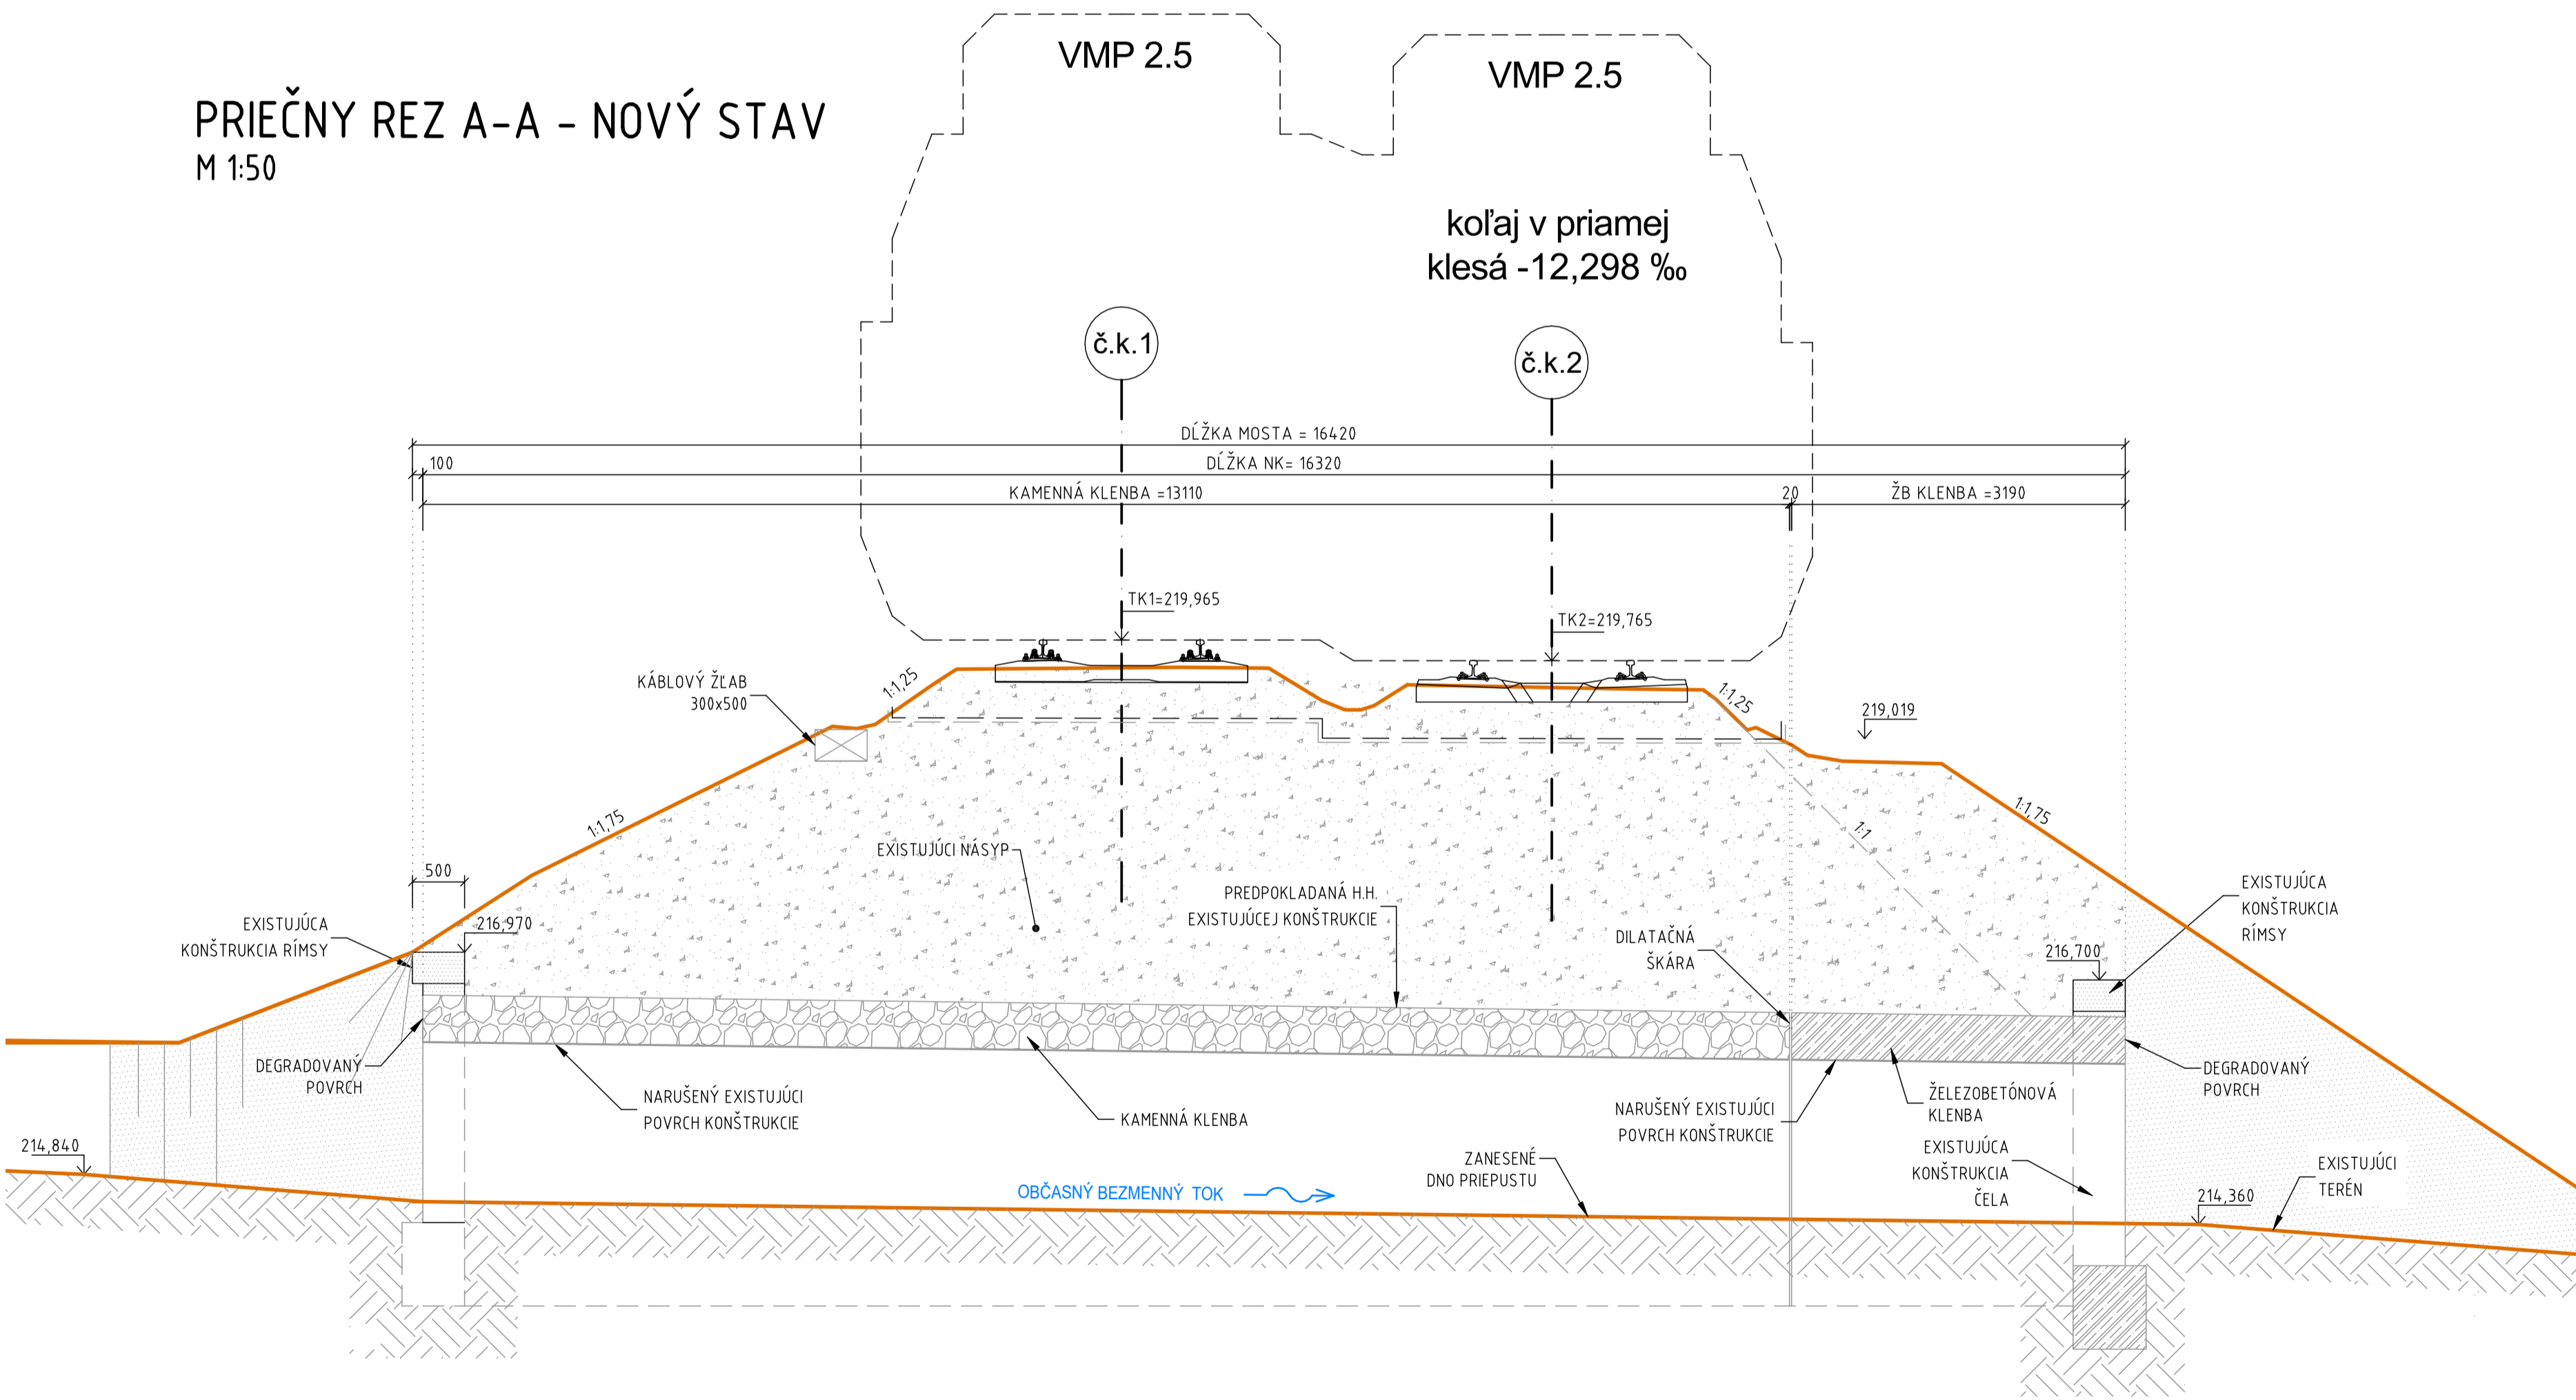 VMP 2.5
VMP 2.5
PRIEČNY REZ A-A - NOVÝ STAV
M 1:50
koľaj v priamej
klesá -12,298 ‰
č.k.1
č.k.2
DĹŽKA MOSTA = 16420
100
DĹŽKA NK= 16320
KAMENNÁ KLENBA =13110
20
ŽB KLENBA =3190
TK1=219,965
TK2=219,765
KÁBLOVÝ ŽĽAB
300x500
1:1,25
1:1,25
219,019
1:1,75
1:1,75
1:1
EXISTUJÚCI NÁSYP
500
PREDPOKLADANÁ H.H.
EXISTUJÚCEJ KONŠTRUKCIE
EXISTUJÚCA
KONŠTRUKCIA
RÍMSY
EXISTUJÚCA
KONŠTRUKCIA RÍMSY
216,970
DILATAČNÁ
ŠKÁRA
216,700
DEGRADOVANÝ
POVRCH
DEGRADOVANÝ
POVRCH
NARUŠENÝ EXISTUJÚCI
POVRCH KONŠTRUKCIE
KAMENNÁ KLENBA
NARUŠENÝ EXISTUJÚCI
POVRCH KONŠTRUKCIE
ŽELEZOBETÓNOVÁ
KLENBA
214,840
ZANESENÉ
DNO PRIEPUSTU
EXISTUJÚCA
KONŠTRUKCIA
ČELA
EXISTUJÚCI
TERÉN
OBČASNÝ BEZMENNÝ TOK
214,360